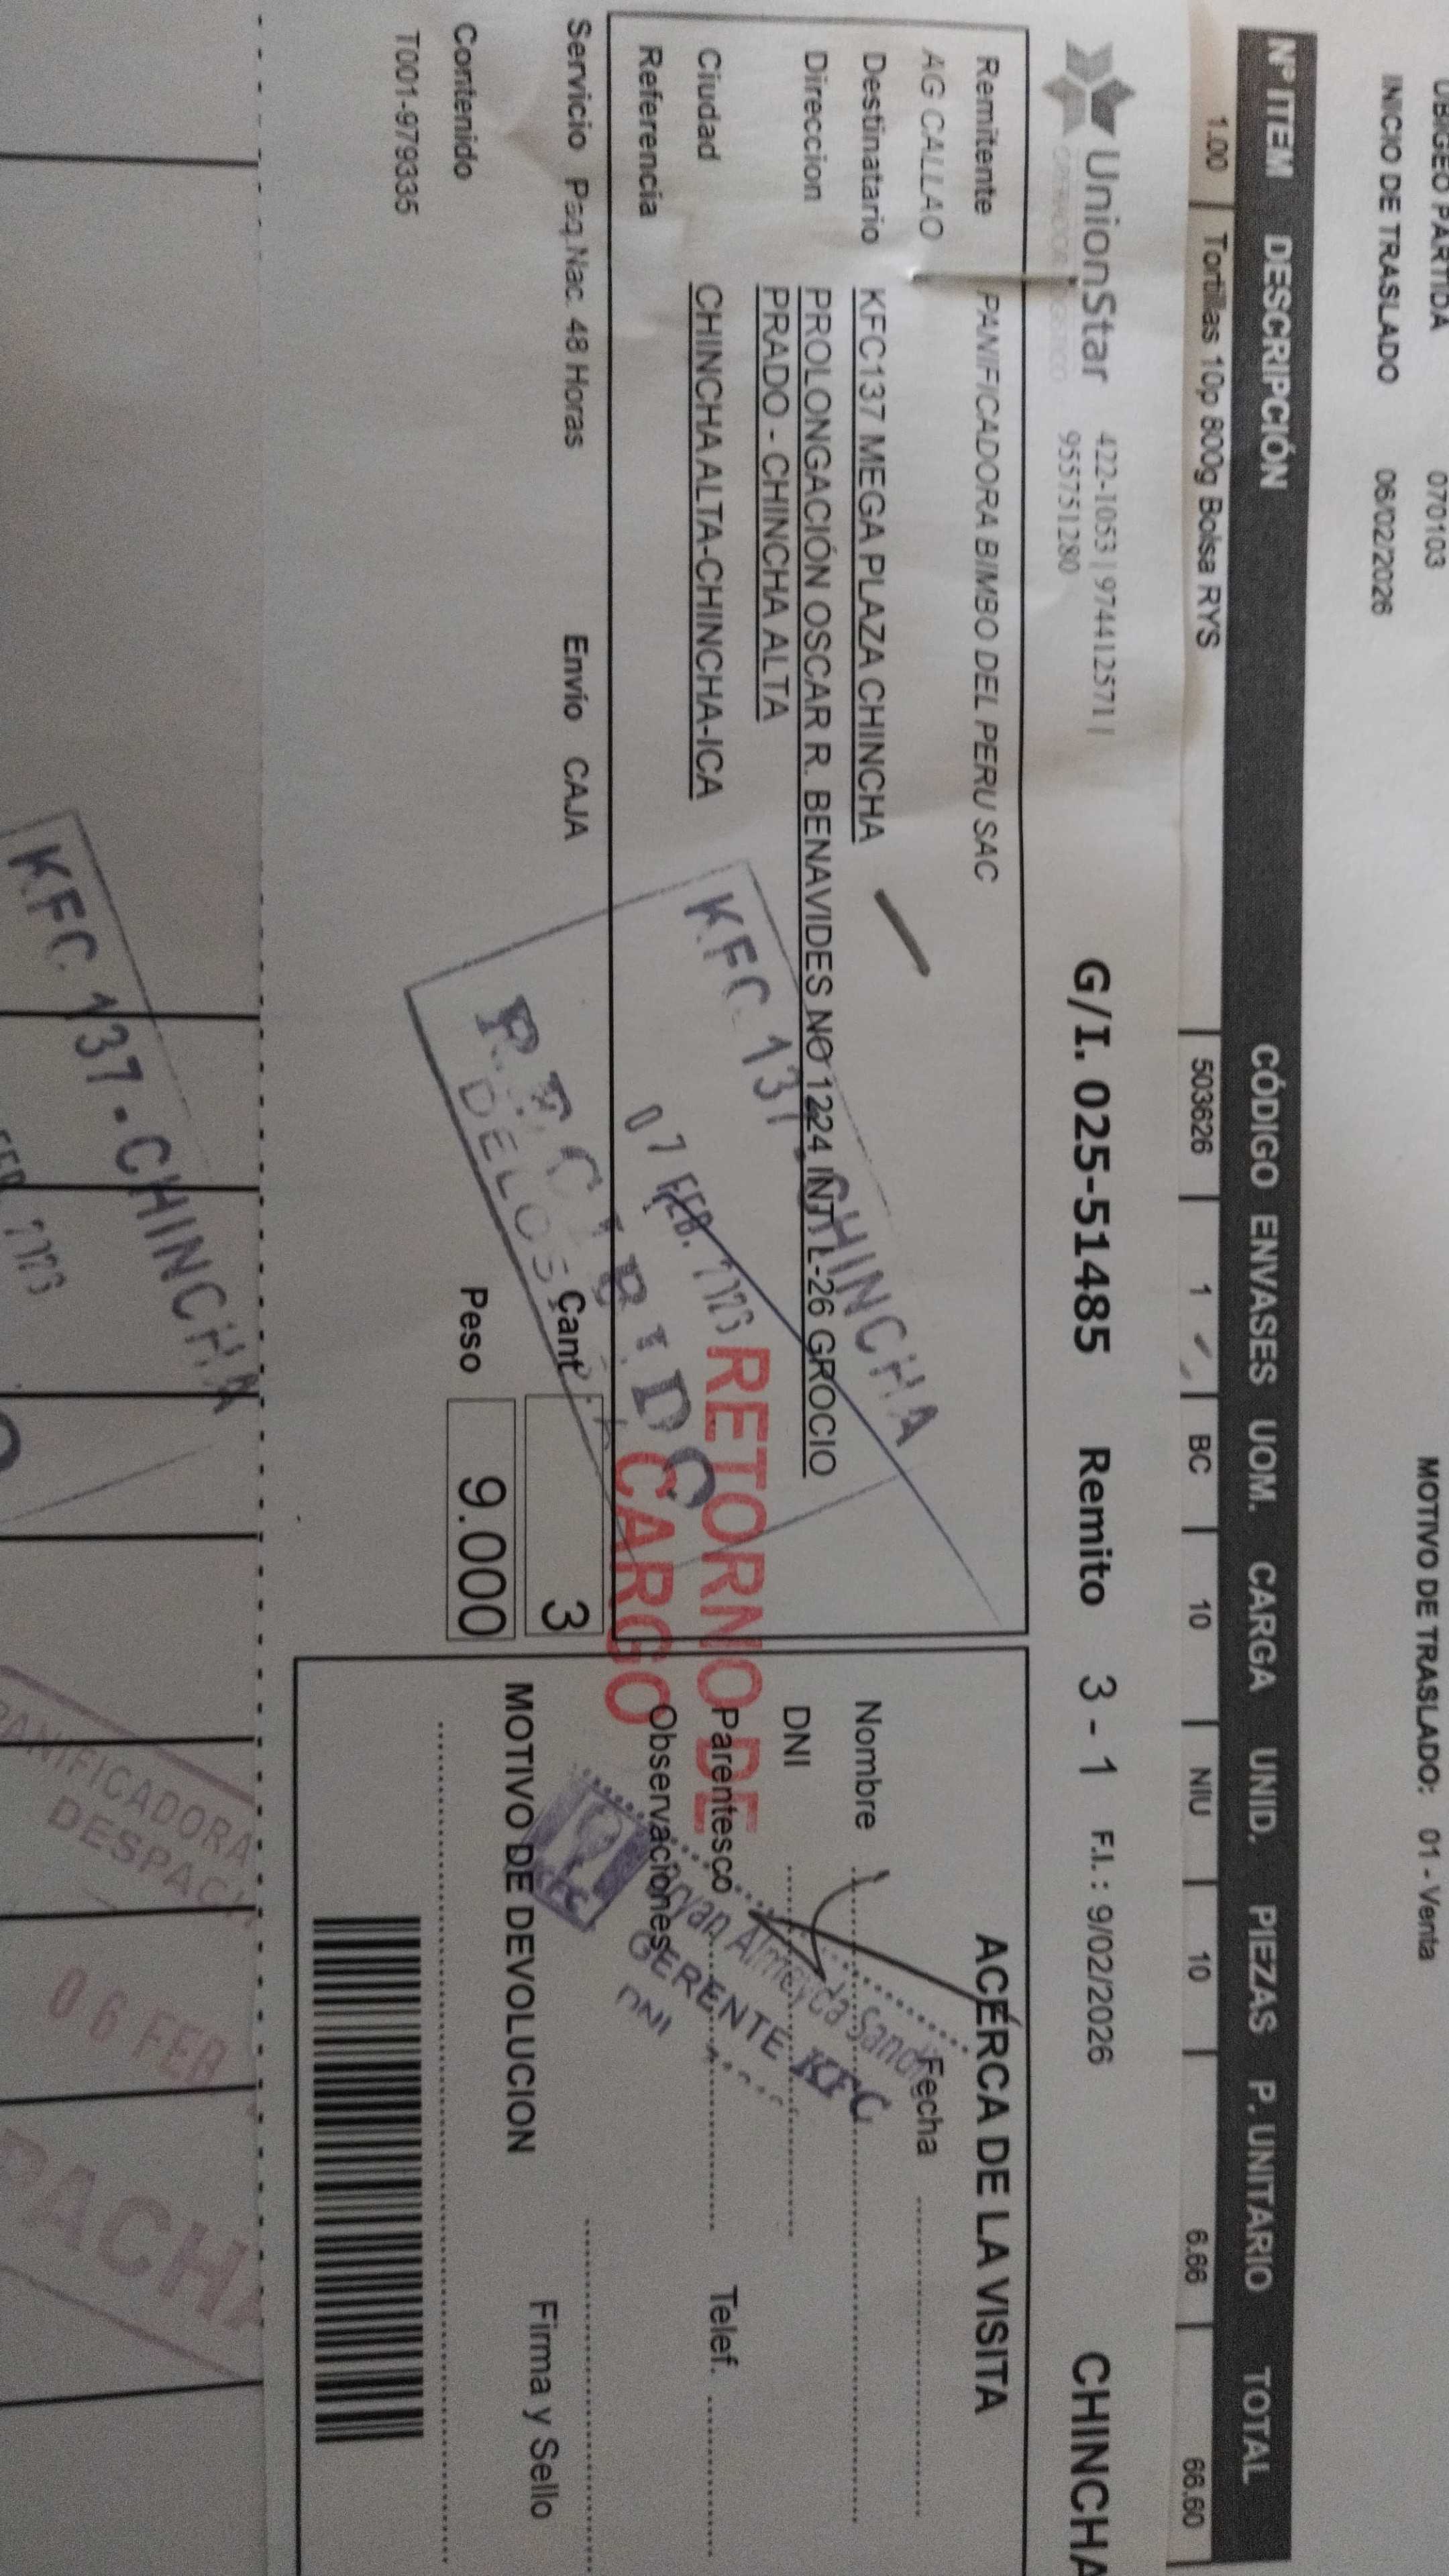 UBIGEO PARTIDA 070103
INICIO DE TRASLADO 06/02/2026
MOTIVO DE TRASLADO: 01 - Venta
Nº ITEM DESCRIPCIÓN CÓDIGO ENVASES UOM. CARGA UNID. PIEZAS P. UNITARIO TOTAL
1.00 Tortillas 10p 800g Bolsa RYS 503626 1 BC 10 NIU 10 6.66 66.60
UnionStar 422-1053 | 974412571 |
955751280
G/I. 025-51485 Remito 3 - 1 F.I. : 9/02/2026 CHINCHA
Remitente PANIFICADORA BIMBO DEL PERU SAC
AG CALLAO
Destinatario KFC137 MEGA PLAZA CHINCHA
Direccion PROLONGACIÓN OSCAR R. BENAVIDES NO 1224 INT L-26 GROCIO
PRADO - CHINCHA ALTA
Ciudad CHINCHA ALTA-CHINCHA-ICA
Referencia
Servicio Paq.Nac. 48 Horas Envío CAJA Cant 3
Contenido Peso 9.000
T001-979335
KFC 137 CHINCHA
07 FEB.
RECIBIDO
RETORNO DE
CARGO
ACERCA DE LA VISITA
Fecha
Nombre
DNI
Parentesco Telef.
Observaciones
MOTIVO DE DEVOLUCION Firma y Sello
GERENTE KFC
DNI
KFC
KFC 137 - CHINCHA
PANIFICADORA
DESPACH
06 FEB
PACHA